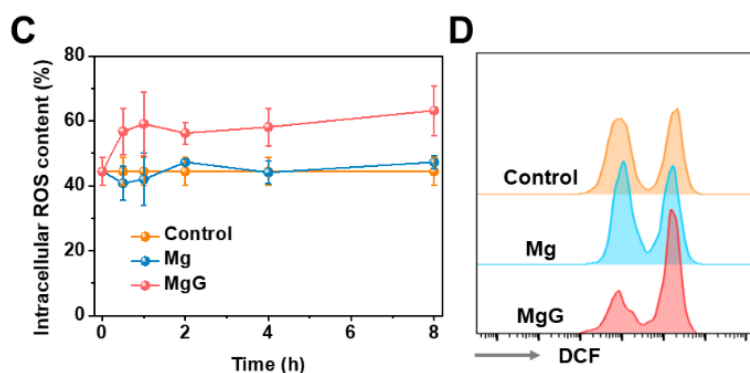 C
Intracellular ROS content (%)
80
60
40
20
0
Control
Mg
MgG
0
2
4
6
8
Time (h)
D
Control
Mg
MgG
DCF